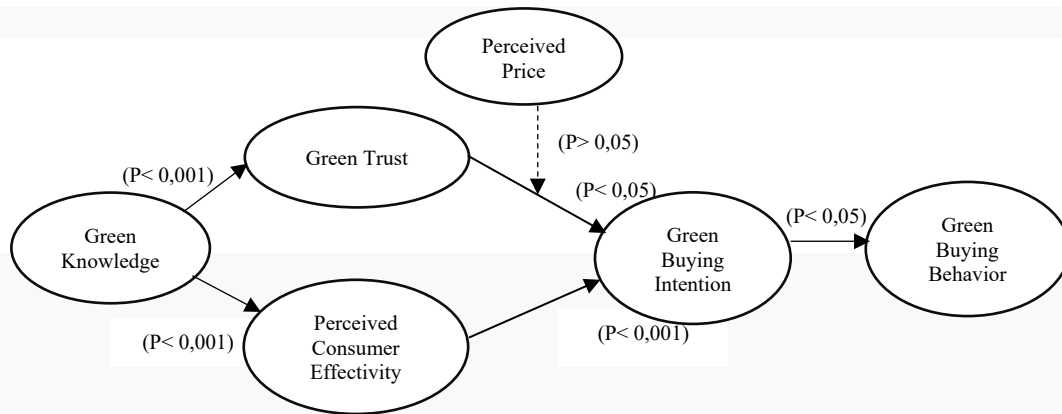 Perceived
Price
(P> 0,05)
Green Trust
(P< 0,001)
(P< 0,05)
Green
Knowledge
Green
Buying
Intention
(P< 0,05)
Green
Buying
Behavior
(P< 0,001)
Perceived
Consumer
Effectivity
(P< 0,001)